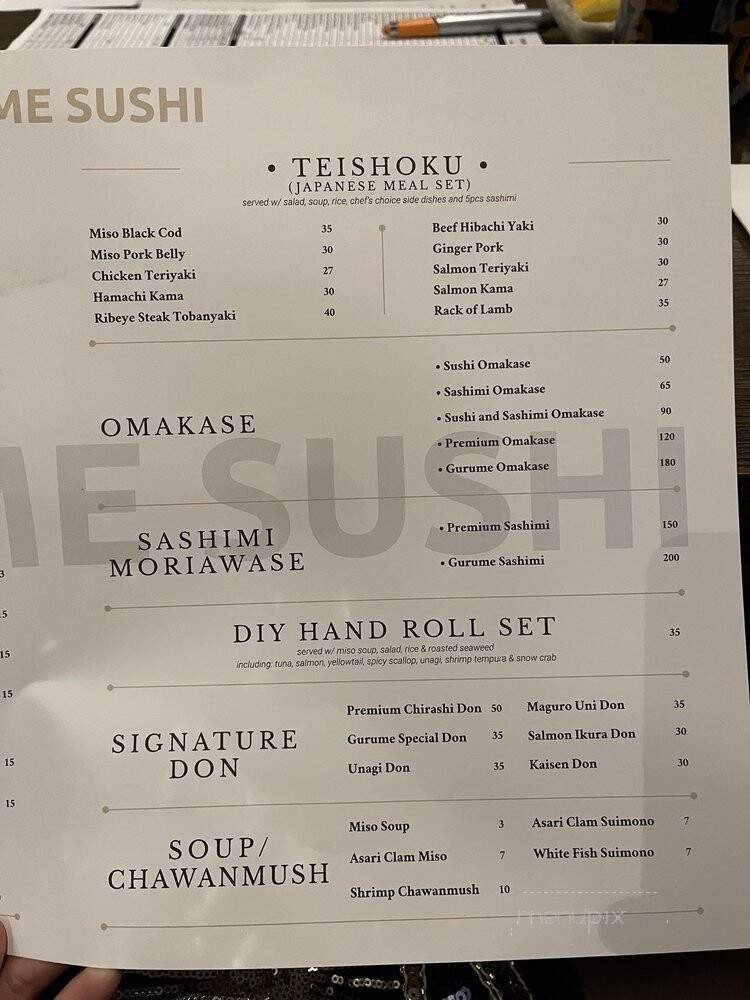 ME SUSHI
• TEISHOKU •
(JAPANESE MEAL SET)
served w/ salad, soup, rice, chef's choice side dishes and 5pcs sashimi
Miso Black Cod 35
Miso Pork Belly 30
Chicken Teriyaki 27
Hamachi Kama 30
Ribeye Steak Tobanyaki 40
Beef Hibachi Yaki 30
Ginger Pork 30
Salmon Teriyaki 30
Salmon Kama 27
Rack of Lamb 35
OMAKASE
• Sushi Omakase 50
• Sashimi Omakase 65
• Sushi and Sashimi Omakase 90
• Premium Omakase 120
• Gurume Omakase 180
ME SUSHI
SASHIMI
MORIAWASE
• Premium Sashimi 150
• Gurume Sashimi 200
DIY HAND ROLL SET 35
served w/ miso soup, salad, rice & roasted seaweed
including: tuna, salmon, yellowtail, spicy scallop, unagi, shrimp tempura & snow crab
SIGNATURE
DON
Premium Chirashi Don 50
Gurume Special Don 35
Unagi Don 35
Maguro Uni Don 35
Salmon Ikura Don 30
Kaisen Don 30
SOUP/
CHAWANMUSH
Miso Soup 3
Asari Clam Miso 7
Shrimp Chawanmush 10
Asari Clam Suimono 7
White Fish Suimono 7
3
15
15
15
15
15
menupix